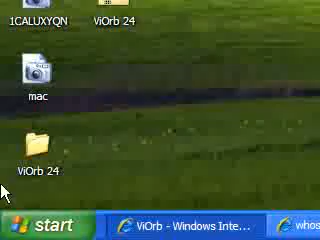 1CALUXYQN
ViOrb 24
mac
ViOrb 24
start
ViOrb - Windows Inte...
whos